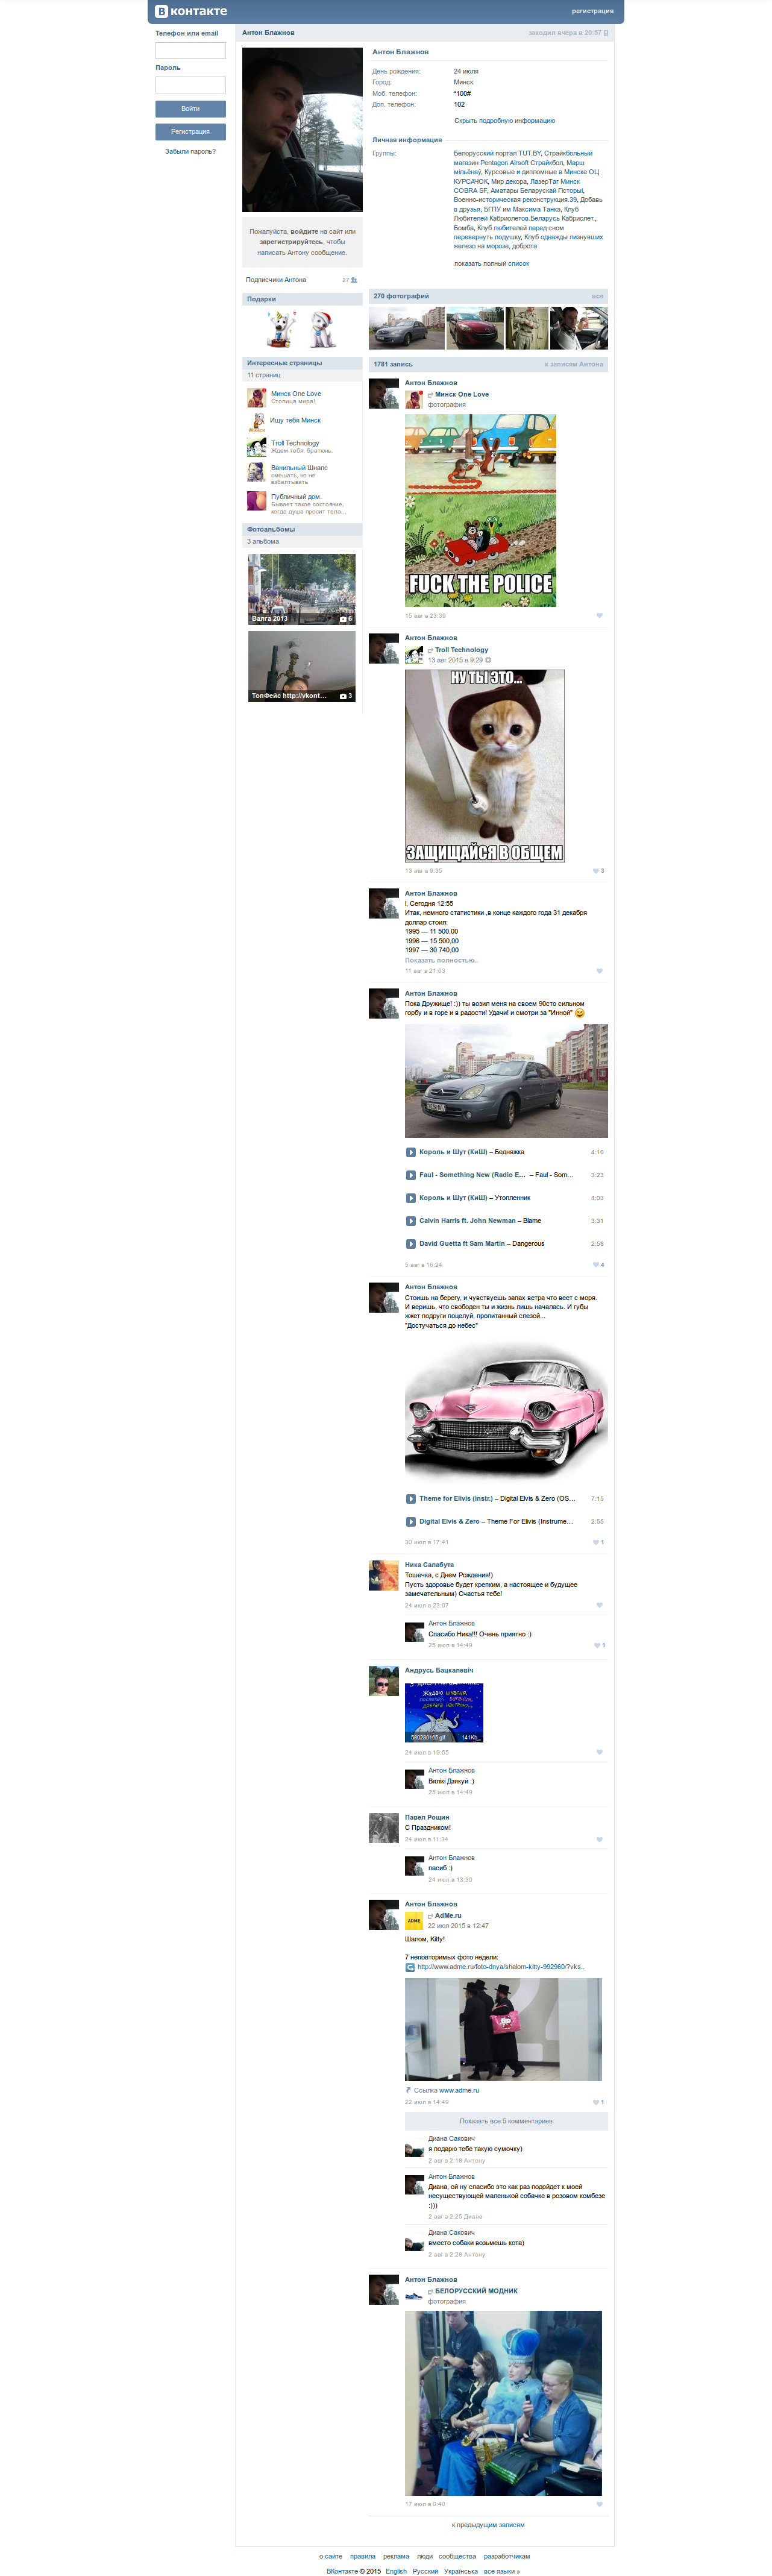 В контакте
регистрация
Телефон или email
Пароль
Войти
Регистрация
Забыли пароль?
Антон Блажнов
заходил вчера в 20:57
Пожалуйста, войдите на сайт или
зарегистрируйтесь, чтобы
написать Антону сообщение.
Подписчики Антона
27
Подарки
Интересные страницы
11 страниц
Минск One Love
Столица мира!
Ищу тебя Минск
Troll Technology
Ждем тебя, братюнь.
Ванильный Шнапс
смешать, но не
взбалтывать
Публичный дом.
Бывает такое состояние,
когда душа просит тела...
Фотоальбомы
3 альбома
Валга 2013
6
ТопФейс http://vkont...
3
Антон Блажнов
День рождения:
24 июля
Город:
Минск
Моб. телефон:
*100#
Доп. телефон:
102
Скрыть подробную информацию
Личная информация
Группы:
Белорусский портал TUT.BY, Страйкбольный
магазин Pentagon Airsoft Страйкбол, Марш
мільёнаў, Курсовые и дипломные в Минске ОЦ
КУРСАЧОК, Мир декора, ЛазерТаг Минск
COBRA SF, Аматары Беларускай Гісторыі,
Военно-историческая реконструкция.39, Добавь
в друзья, БГПУ им Максима Танка, Клуб
Любителей Кабриолетов.Беларусь Кабриолет.,
Бомба, Клуб любителей перед сном
перевернуть подушку, Клуб однажды лизнувших
железо на морозе, доброта
показать полный список
270 фотографий
все
1781 запись
к записям Антона
Антон Блажнов
Минск One Love
фотография
FUCK THE POLICE
15 авг в 23:39
Антон Блажнов
Troll Technology
13 авг 2015 в 9:29
НУ ТЫ ЭТО...
ЗАЩИЩАЙСЯ В ОБЩЕМ
13 авг в 9:35
3
Антон Блажнов
I, Сегодня 12:55
Итак, немного статистики ,в конце каждого года 31 декабря
доллар стоил:
1995 — 11 500,00
1996 — 15 500,00
1997 — 30 740,00
Показать полностью..
11 авг в 21:03
Антон Блажнов
Пока Дружище! :)) ты возил меня на своем 90сто сильном
горбу и в горе и в радости! Удачи! и смотри за "Инной"
Король и Шут (КиШ) – Бедняжка
4:10
Faul - Something New (Radio E... – Faul - Som...
3:23
Король и Шут (КиШ) – Утопленник
4:03
Calvin Harris ft. John Newman – Blame
3:31
David Guetta ft Sam Martin – Dangerous
2:58
5 авг в 16:24
4
Антон Блажнов
Стоишь на берегу, и чувствуешь запах ветра что веет с моря.
И веришь, что свободен ты и жизнь лишь началась. И губы
жжет подруги поцелуй, пропитанный слезой...
"Достучаться до небес"
Theme for Elivis (instr.) – Digital Elvis & Zero (OS...
7:15
Digital Elvis & Zero – Theme For Elivis (Instrume...
2:55
30 июл в 17:41
1
Ника Салабута
Тошечка, с Днем Рождения!)
Пусть здоровье будет крепким, а настоящее и будущее
замечательным) Счастья тебе!
24 июл в 23:07
Антон Блажнов
Спасибо Ника!!! Очень приятно :)
25 июл в 14:49
1
Андрусь Бацкалевіч
580280165.gif
141Kb
24 июл в 19:55
Антон Блажнов
Вялікі Дзякуй :)
25 июл в 14:49
Павел Рощин
С Праздником!
24 июл в 11:34
Антон Блажнов
пасиб :)
24 июл в 13:30
Антон Блажнов
ADME
AdMe.ru
22 июл 2015 в 12:47
Шалом, Kitty!
7 неповторимых фото недели:
http://www.adme.ru/foto-dnya/shalom-kitty-992960/?vks..
Ссылка www.adme.ru
22 июл в 14:49
1
Показать все 5 комментариев
Диана Сакович
я подарю тебе такую сумочку)
2 авг в 2:18 Антону
Антон Блажнов
Диана, ой ну спасибо это как раз подойдет к моей
несуществующей маленькой собачке в розовом комбезе
:)))
2 авг в 2:25 Диане
Диана Сакович
вместо собаки возьмешь кота)
2 авг в 2:28 Антону
Антон Блажнов
БЕЛОРУССКИЙ МОДНИК
фотография
17 июл в 0:40
к предыдущим записям
о сайте правила реклама люди сообщества разработчикам
ВКонтакте © 2015 English Русский Українська все языки »